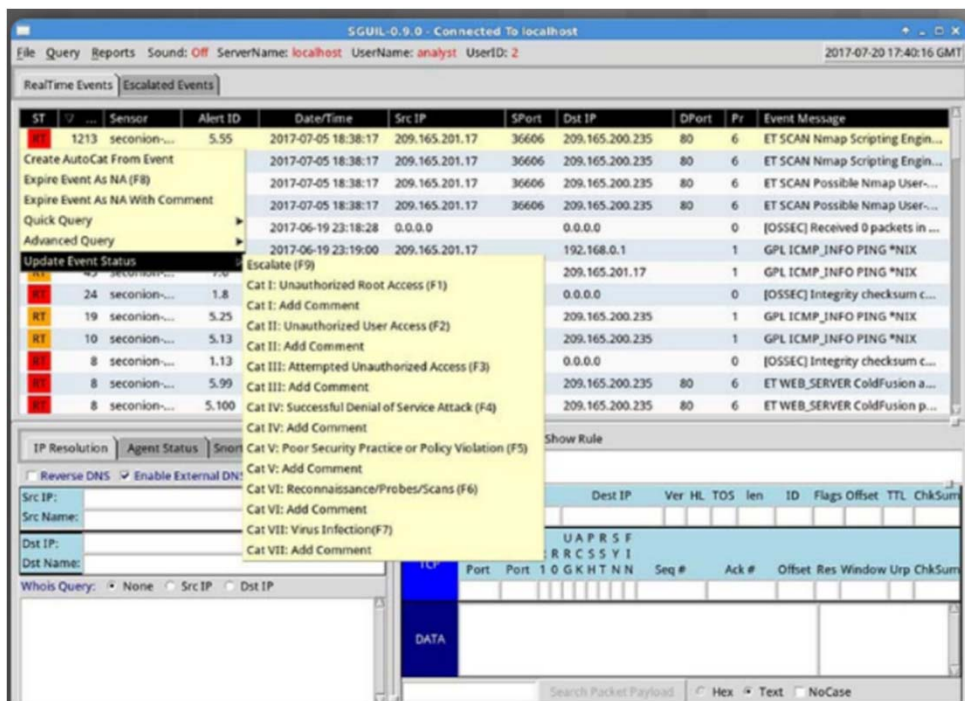 SGUIL-0.9.0 - Connected To localhost
File Query Reports Sound: Off ServerName: localhost UserName: analyst UserID: 2 2017-07-20 17:40:16 GMT
RealTime Events Escalated Events
ST ... Sensor Alert ID Date/Time Src IP SPort Dst IP DPort Pr Event Message
RT 1213 seconion-... 5.55 2017-07-05 18:38:17 209.165.201.17 36606 209.165.200.235 80 6 ET SCAN Nmap Scripting Engin...
Create AutoCat From Event 2017-07-05 18:38:17 209.165.201.17 36606 209.165.200.235 80 6 ET SCAN Nmap Scripting Engin...
Expire Event As NA (F8) 2017-07-05 18:38:17 209.165.201.17 36606 209.165.200.235 80 6 ET SCAN Possible Nmap User-...
Expire Event As NA With Comment 2017-07-05 18:38:17 209.165.201.17 36606 209.165.200.235 80 6 ET SCAN Possible Nmap User-...
Quick Query 2017-06-19 23:18:28 0.0.0.0 0.0.0.0 0 [OSSEC] Received 0 packets in ...
Advanced Query 2017-06-19 23:19:00 209.165.201.17 192.168.0.1 1 GPL ICMP_INFO PING *NIX
Update Event Status
Escalate (F9)
RT seconion-... 209.165.201.17 1 GPL ICMP_INFO PING *NIX
Cat I: Unauthorized Root Access (F1)
RT 24 seconion-... 1.8 0.0.0.0 0 [OSSEC] Integrity checksum c...
Cat I: Add Comment
RT 19 seconion-... 5.25 209.165.200.235 1 GPL ICMP_INFO PING *NIX
Cat II: Unauthorized User Access (F2)
RT 10 seconion-... 5.13 209.165.200.235 1 GPL ICMP_INFO PING *NIX
Cat II: Add Comment
RT 8 seconion-... 1.13 0.0.0.0 0 [OSSEC] Integrity checksum c...
Cat III: Attempted Unauthorized Access (F3)
RT 8 seconion-... 5.99 209.165.200.235 80 6 ET WEB_SERVER ColdFusion a...
Cat III: Add Comment
RT 8 seconion-... 5.100 209.165.200.235 80 6 ET WEB_SERVER ColdFusion p...
Cat IV: Successful Denial of Service Attack (F4)
Cat IV: Add Comment
Cat V: Poor Security Practice or Policy Violation (F5)
Cat V: Add Comment
Cat VI: Reconnaissance/Probes/Scans (F6)
Cat VI: Add Comment
Cat VII: Virus Infection(F7)
Cat VII: Add Comment
IP Resolution Agent Status Snort Show Rule
Reverse DNS Enable External DNS
Src IP:
Src Name:
Dst IP:
Dst Name:
Whois Query: None Src IP Dst IP
Dest IP Ver HL TOS len ID Flags Offset TTL ChkSum
U A P R S F
R R C S S Y I
TCP Port Port 1 0 G K H T N N Seq # Ack # Offset Res Window Urp ChkSum
DATA
Search Packet Payload Hex Text NoCase